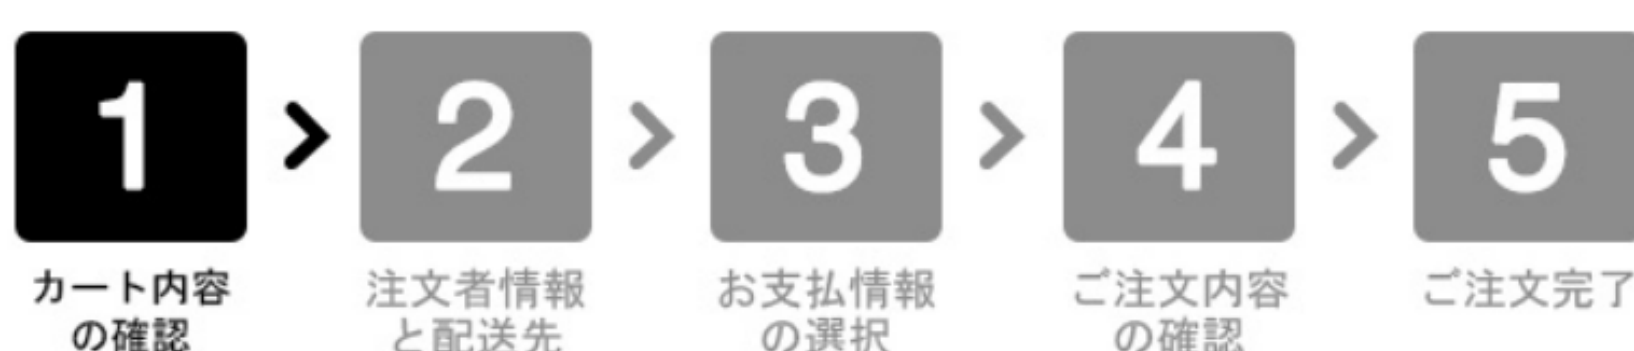 1 > 2 > 3 > 4 > 5
カート内容
の確認
注文者情報
と配送先
お支払情報
の選択
ご注文内容
の確認
ご注文完了